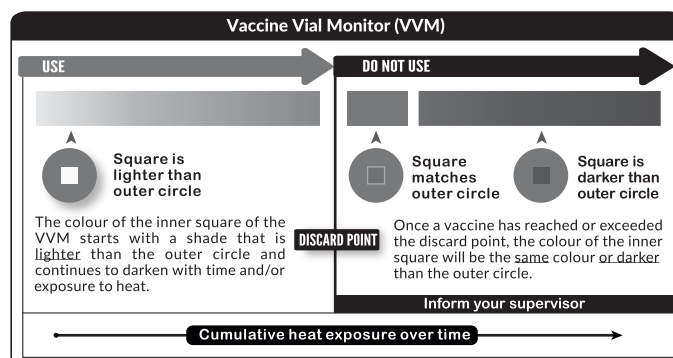 Vaccine Vial Monitor (VVM)
USE
DO NOT USE
Square is
lighter than
outer circle
Square
matches
outer circle
Square is
darker than
outer circle
The colour of the inner square of the
VVM starts with a shade that is
lighter than the outer circle and
continues to darken with time and/or
exposure to heat.
DISCARD POINT
Once a vaccine has reached or exceeded
the discard point, the colour of the inner
square will be the same colour or darker
than the outer circle.
Inform your supervisor
Cumulative heat exposure over time